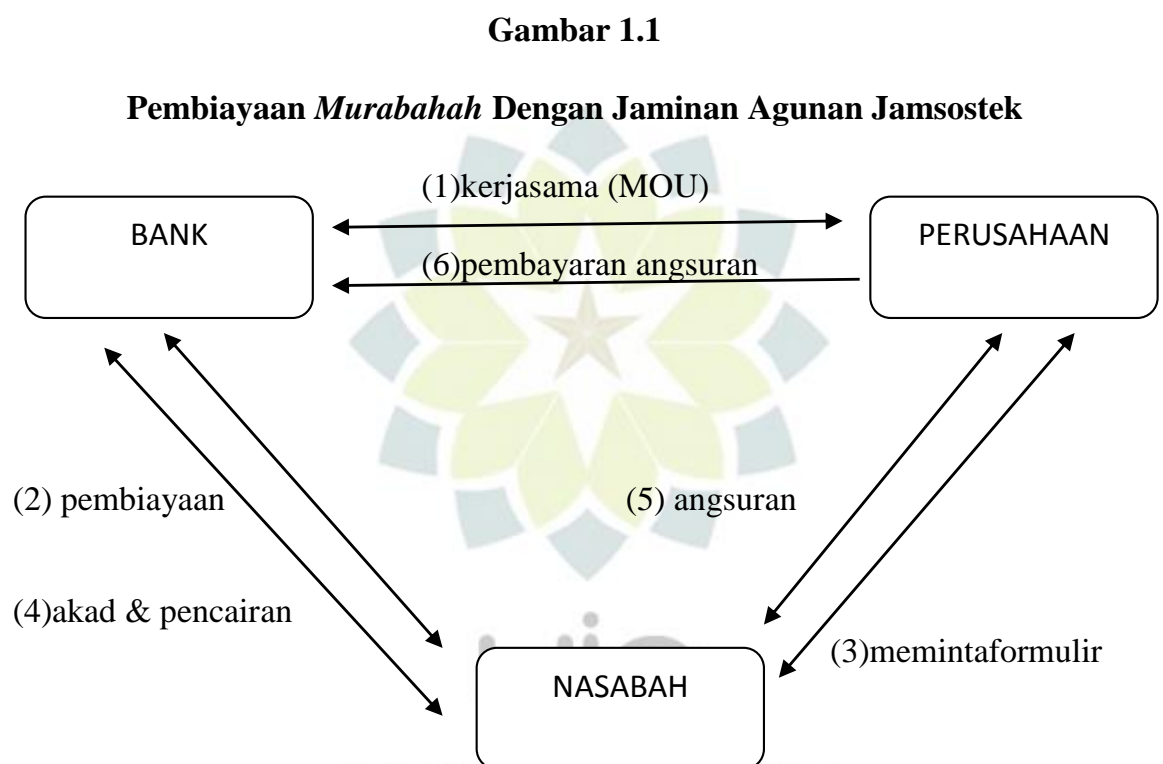 Gambar 1.1
Pembiayaan Murabahah Dengan Jaminan Agunan Jamsostek
(1)kerjasama (MOU)
BANK
PERUSAHAAN
(6)pembayaran angsuran
(2) pembiayaan
(5) angsuran
(4)akad & pencairan
(3)memintaformulir
NASABAH